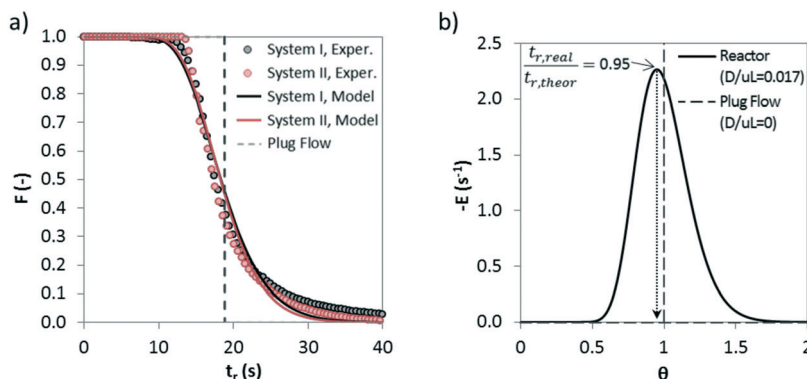 a)
1.0
0.9
0.8
0.7
0.6
0.5
0.4
0.3
0.2
0.1
0.0
F (-)
System I, Exper.
System II, Exper.
System I, Model
System II, Model
Plug Flow
0
10
20
30
40
t_r (s)
b)
2.5
2.0
1.5
1.0
0.5
0.0
-E (s⁻¹)
t_r,real
t_r,theor
= 0.95
Reactor
(D/uL=0.017)
Plug Flow
(D/uL=0)
0
0.5
1
1.5
2
θ